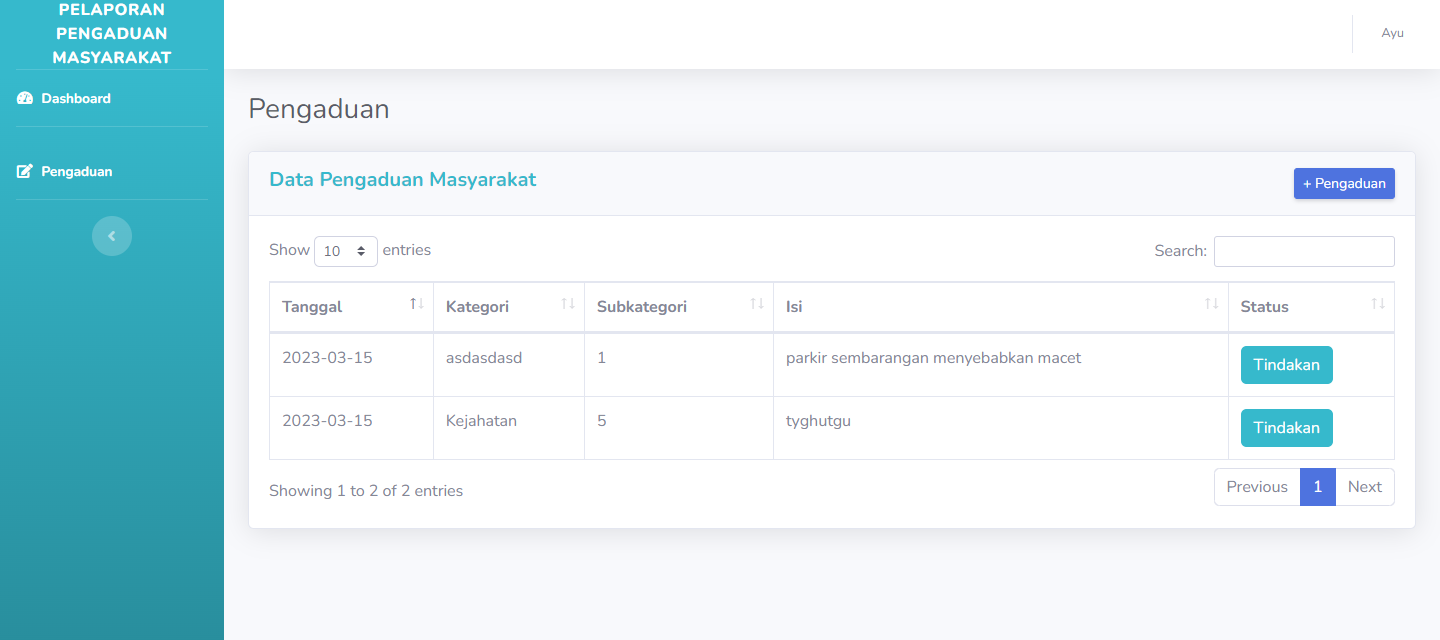 PELAPORAN
PENGADUAN
MASYARAKAT
Dashboard
Pengaduan
Ayu
Pengaduan
Data Pengaduan Masyarakat
+ Pengaduan
Show 10 entries
Search:
Tanggal Kategori Subkategori Isi Status
2023-03-15 asdasdasd 1 parkir sembarangan menyebabkan macet Tindakan
2023-03-15 Kejahatan 5 tyghutgu Tindakan
Showing 1 to 2 of 2 entries
Previous 1 Next